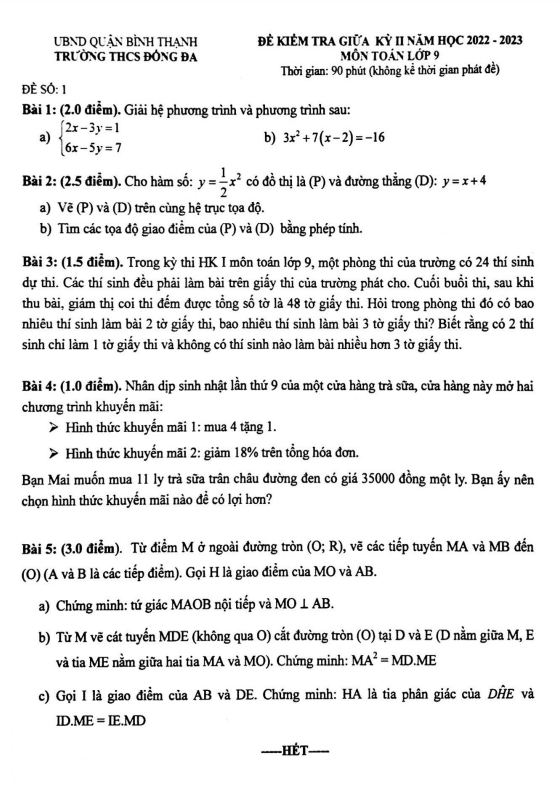 UBND QUẬN BÌNH THẠNH
TRƯỜNG THCS ĐỐNG ĐA
ĐỀ KIỂM TRA GIỮA KỲ II NĂM HỌC 2022 - 2023
MÔN TOÁN LỚP 9
Thời gian: 90 phút (không kể thời gian phát đề)
ĐỀ SỐ: 1
Bài 1: (2.0 điểm). Giải hệ phương trình và phương trình sau:
a) {2x − 3y = 1
6x − 5y = 7
b) 3x² + 7(x − 2) = −16
Bài 2: (2.5 điểm). Cho hàm số: y = 1/2 x² có đồ thị là (P) và đường thẳng (D): y = x + 4
a) Vẽ (P) và (D) trên cùng hệ trục tọa độ.
b) Tìm các tọa độ giao điểm của (P) và (D) bằng phép tính.
Bài 3: (1.5 điểm). Trong kỳ thi HK I môn toán lớp 9, một phòng thi của trường có 24 thí sinh
dự thi. Các thí sinh đều phải làm bài trên giấy thi của trường phát cho. Cuối buổi thi, sau khi
thu bài, giám thị coi thi đếm được tổng số tờ là 48 tờ giấy thi. Hỏi trong phòng thi đó có bao
nhiêu thí sinh làm bài 2 tờ giấy thi, bao nhiêu thí sinh làm bài 3 tờ giấy thi? Biết rằng có 2 thí
sinh chỉ làm 1 tờ giấy thi và không có thí sinh nào làm bài nhiều hơn 3 tờ giấy thi.
Bài 4: (1.0 điểm). Nhân dịp sinh nhật lần thứ 9 của một cửa hàng trà sữa, cửa hàng này mở hai
chương trình khuyến mãi:
➢ Hình thức khuyến mãi 1: mua 4 tặng 1.
➢ Hình thức khuyến mãi 2: giảm 18% trên tổng hóa đơn.
Bạn Mai muốn mua 11 ly trà sữa trân châu đường đen có giá 35000 đồng một ly. Bạn ấy nên
chọn hình thức khuyến mãi nào để có lợi hơn?
Bài 5: (3.0 điểm). Từ điểm M ở ngoài đường tròn (O; R), vẽ các tiếp tuyến MA và MB đến
(O) (A và B là các tiếp điểm). Gọi H là giao điểm của MO và AB.
a) Chứng minh: tứ giác MAOB nội tiếp và MO ⊥ AB.
b) Từ M vẽ cát tuyến MDE (không qua O) cắt đường tròn (O) tại D và E (D nằm giữa M, E
và tia ME nằm giữa hai tia MA và MO). Chứng minh: MA² = MD.ME
c) Gọi I là giao điểm của AB và DE. Chứng minh: HA là tia phân giác của DĤE và
ID.ME = IE.MD
-----HẾT-----